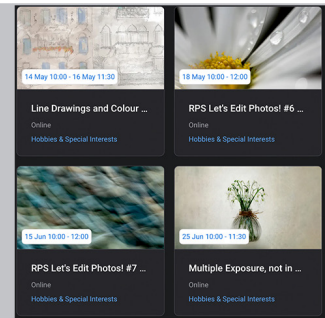 14 May 10:00 - 16 May 11:30
Line Drawings and Colour ...
Online
Hobbies & Special Interests
18 May 10:00 - 12:00
RPS Let's Edit Photos! #6 ...
Online
Hobbies & Special Interests
15 Jun 10:00 - 12:00
RPS Let's Edit Photos! #7 ...
Online
Hobbies & Special Interests
25 Jun 10:00 - 11:30
Multiple Exposure, not in ...
Online
Hobbies & Special Interests